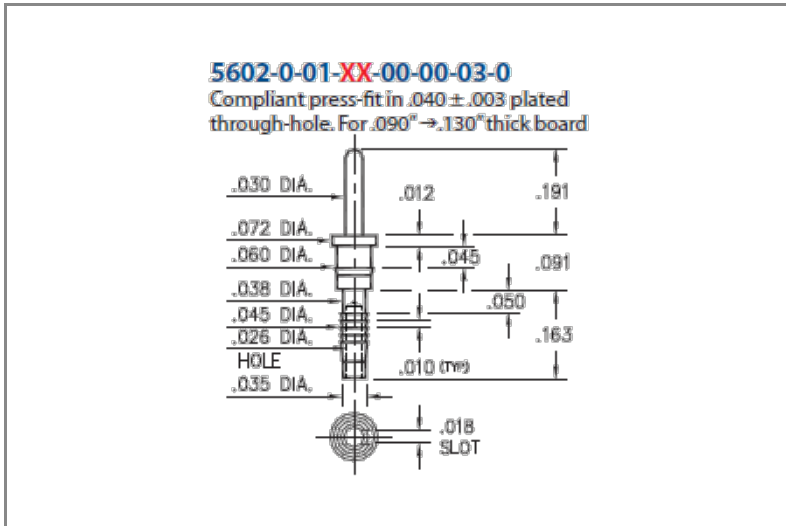 5602-0-01-XX-00-00-03-0
Compliant press-fit in .040 ± .003 plated
through-hole. For .090" → .130" thick board
.030 DIA.
.012
.191
.072 DIA.
.060 DIA.
.045
.091
.038 DIA.
.050
.045 DIA.
.026 DIA.
HOLE
.163
.010 (TYP)
.035 DIA.
.018
SLOT